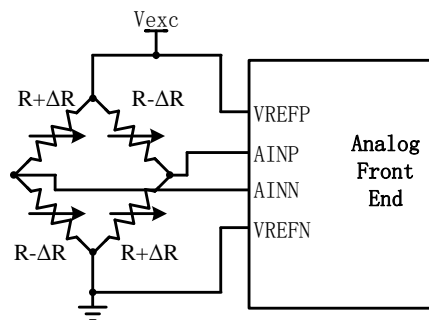 Vexc
R+ΔR
R-ΔR
VREFP
AINP
AINN
VREFN
Analog
Front
End
R-ΔR
R+ΔR